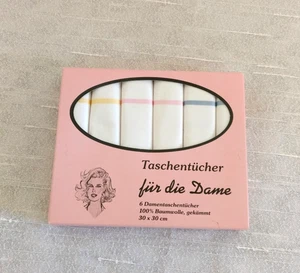 Taschentücher
für die Dame
6 Damentaschentücher
100% Baumwolle, gekämmt
30 x 30 cm